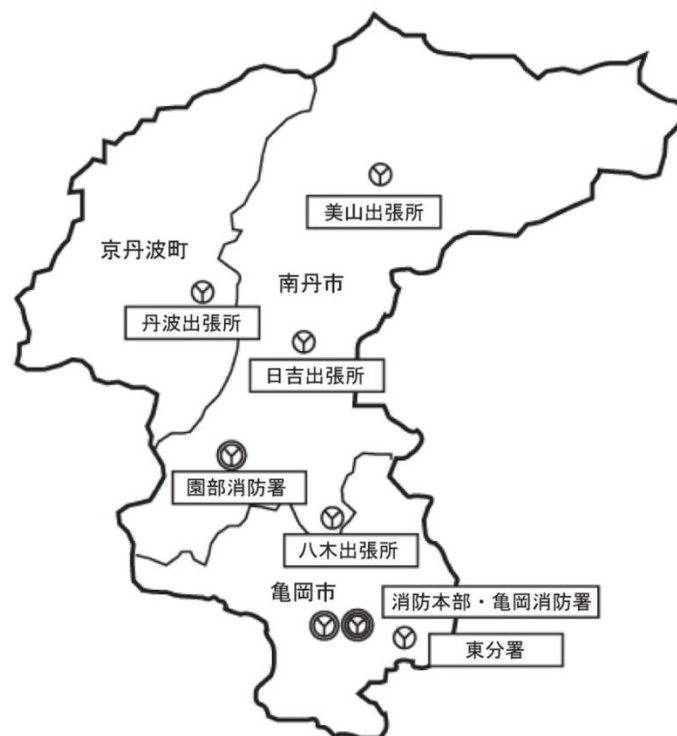 美山出張所
京丹波町
南丹市
丹波出張所
日吉出張所
園部消防署
八木出張所
亀岡市
消防本部・亀岡消防署
東分署